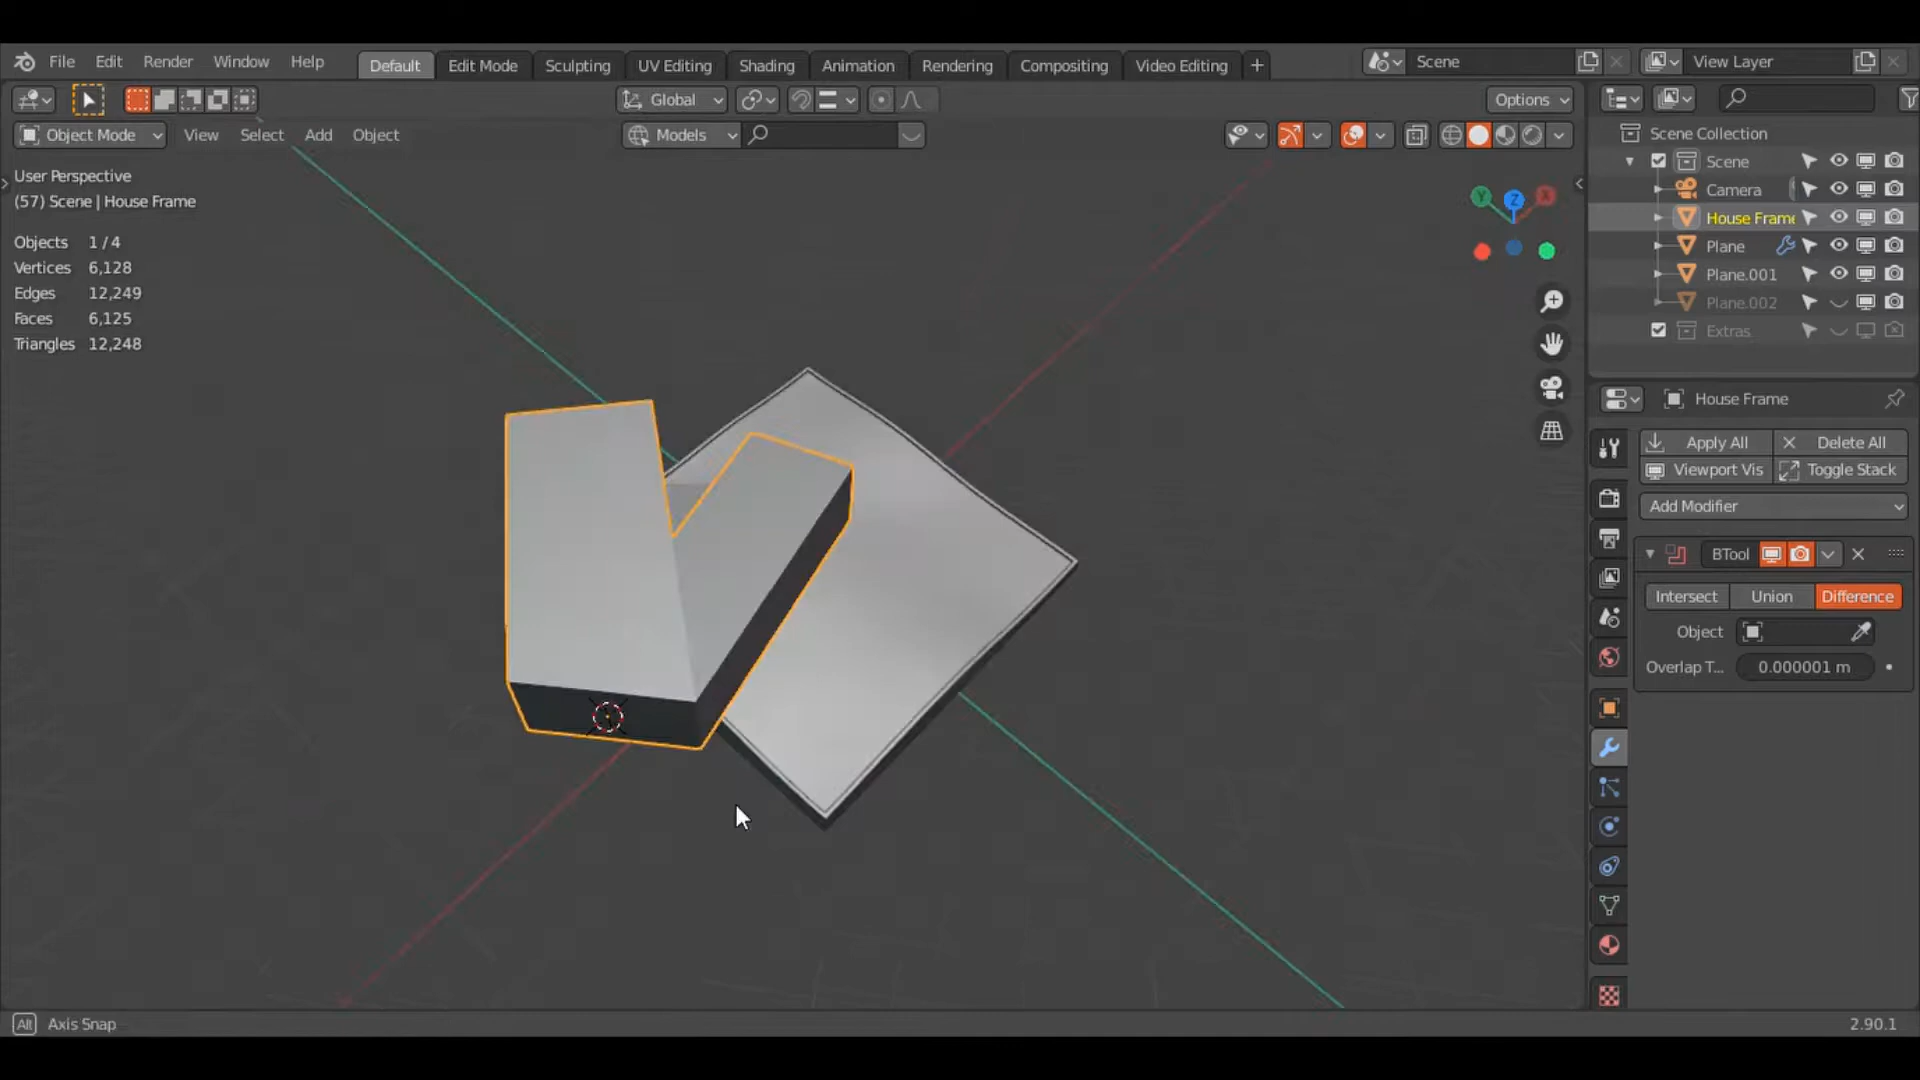 File Edit Render Window Help Default Edit Mode Sculpting UV Editing Shading Animation Rendering Compositing Video Editing + Scene View Layer
Global Options
Object Mode View Select Add Object Models
User Perspective
(57) Scene | House Frame
Objects 1 / 4
Vertices 6,128
Edges 12,249
Faces 6,125
Triangles 12,248
Y Z X
Scene Collection
Scene
Camera
House Frame
Plane
Plane.001
Plane.002
Extras
House Frame
Apply All Delete All
Viewport Vis Toggle Stack
Add Modifier
BTool
Intersect Union Difference
Object
Overlap T... 0.000001 m
Alt Axis Snap 2.90.1